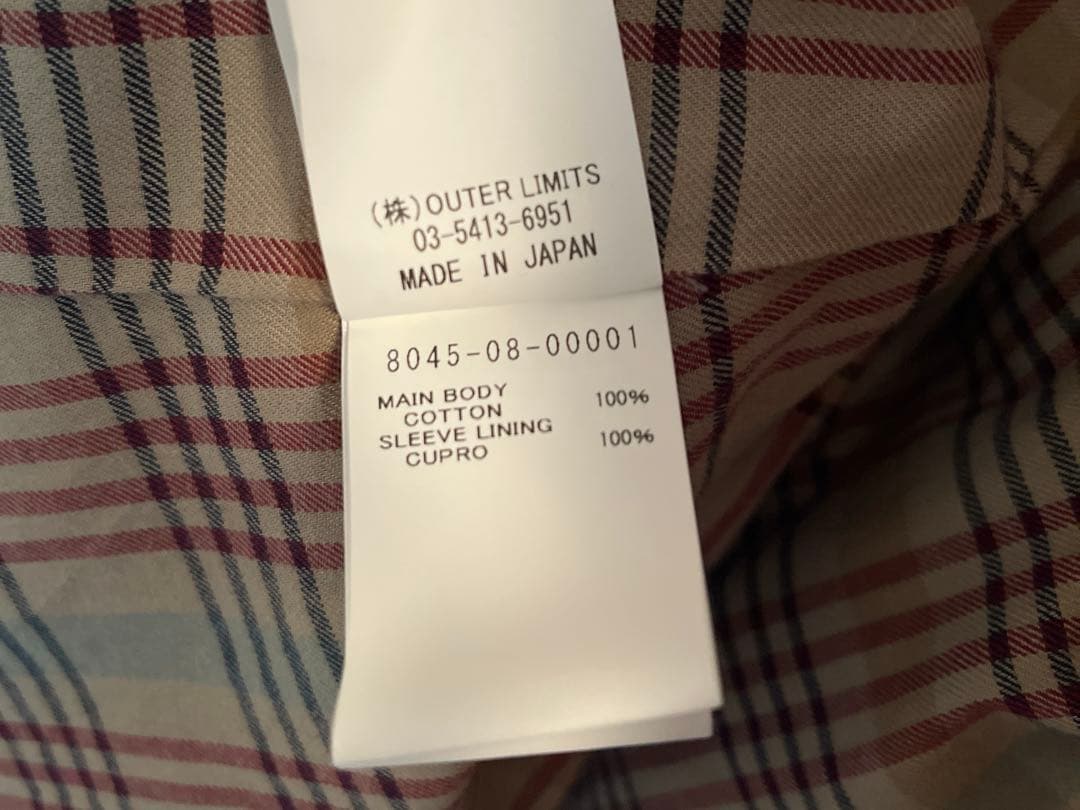 (株)OUTER LIMITS
03-5413-6951
MADE IN JAPAN
8045-08-00001
MAIN BODY
COTTON 100%
SLEEVE LINING
CUPRO 100%